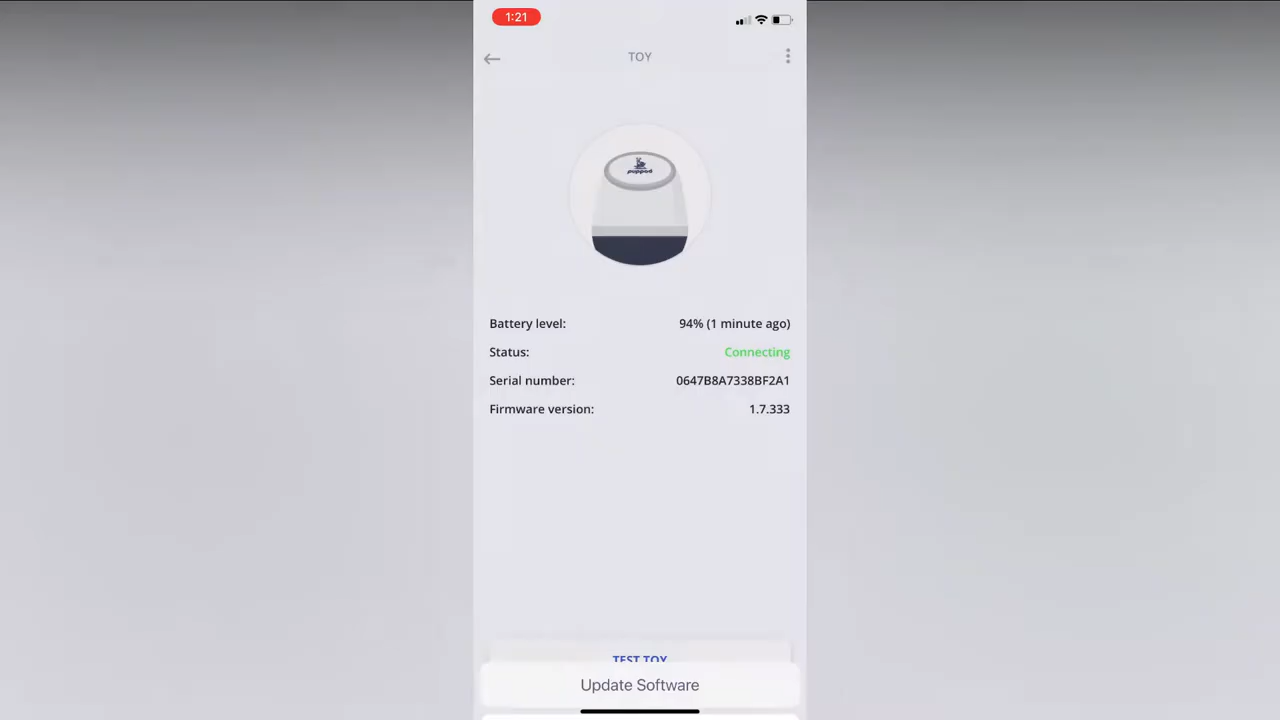 1:21
TOY
puppod
Battery level: 94% (1 minute ago)
Status: Connecting
Serial number: 0647B8A7338BF2A1
Firmware version: 1.7.333
TEST TOY
Update Software